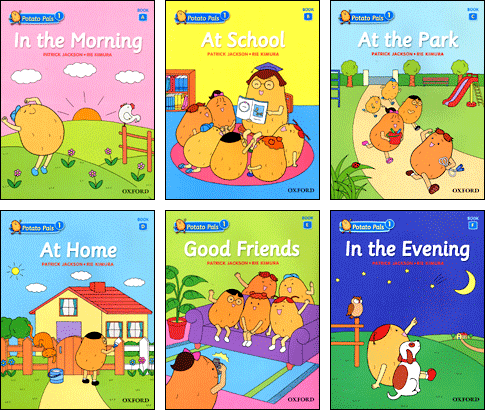 Potato Pals 1
BOOK
A
In the Morning
PATRICK JACKSON • RIE KIMURA
OXFORD
Potato Pals 1
BOOK
B
At School
PATRICK JACKSON • RIE KIMURA
OXFORD
Potato Pals 1
BOOK
C
At the Park
PATRICK JACKSON • RIE KIMURA
OXFORD
Potato Pals 1
BOOK
D
At Home
PATRICK JACKSON • RIE KIMURA
OXFORD
Potato Pals 1
BOOK
E
Good Friends
PATRICK JACKSON • RIE KIMURA
OXFORD
Potato Pals 1
BOOK
F
In the Evening
PATRICK JACKSON • RIE KIMURA
OXFORD